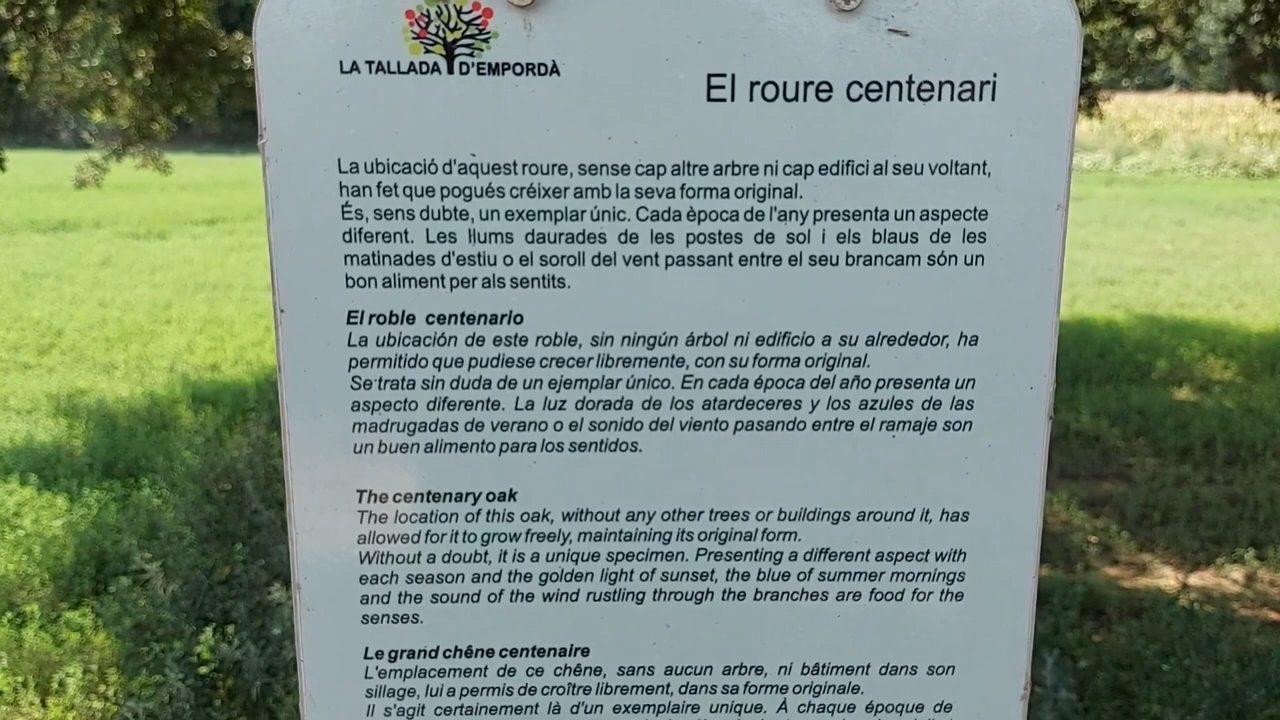 LA TALLADA D'EMPORDÀ
El roure centenari
La ubicació d'aquest roure, sense cap altre arbre ni cap edifici al seu voltant,
han fet que pogués créixer amb la seva forma original.
És, sens dubte, un exemplar únic. Cada època de l'any presenta un aspecte
diferent. Les llums daurades de les postes de sol i els blaus de les
matinades d'estiu o el soroll del vent passant entre el seu brancam són un
bon aliment per als sentits.
El roble centenario
La ubicación de este roble, sin ningún árbol ni edificio a su alrededor, ha
permitido que pudiese crecer libremente, con su forma original.
Se trata sin duda de un ejemplar único. En cada época del año presenta un
aspecto diferente. La luz dorada de los atardeceres y los azules de las
madrugadas de verano o el sonido del viento pasando entre el ramaje son
un buen alimento para los sentidos.
The centenary oak
The location of this oak, without any other trees or buildings around it, has
allowed for it to grow freely, maintaining its original form.
Without a doubt, it is a unique specimen. Presenting a different aspect with
each season and the golden light of sunset, the blue of summer mornings
and the sound of the wind rustling through the branches are food for the
senses.
Le grand chêne centenaire
L'emplacement de ce chêne, sans aucun arbre, ni bâtiment dans son
sillage, lui a permis de croître librement, dans sa forme originale.
Il s'agit certainement là d'un exemplaire unique. À chaque époque de